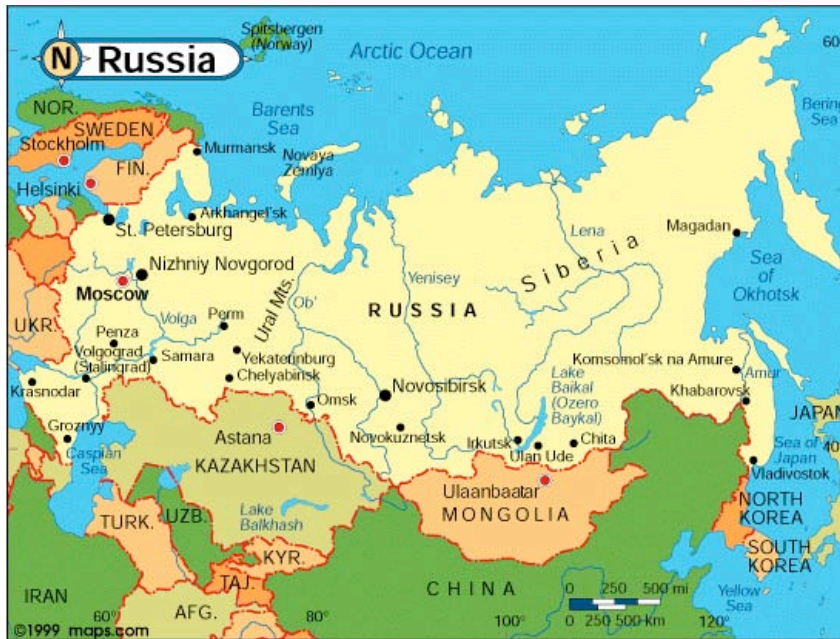 N
Russia
Spitsbergen
(Norway)
Arctic Ocean
60°
Bering
Sea
NOR.
SWEDEN
Stockholm
FIN.
Helsinki
Barents
Sea
Murmansk
Novaya
Zemlya
Arkhangel'sk
St. Petersburg
Nizhniy Novgorod
Moscow
Ural Mts.
Ob'
Yenisey
Lena
Siberia
Magadan
Sea
of
Okhotsk
RUSSIA
UKR.
Volga
Perm
Penza
Volgograd
(Stalingrad)
Samara
Yekaterinburg
Chelyabinsk
Krasnodar
Groznyy
Omsk
Novosibirsk
Novokuznetsk
Lake
Baikal
(Ozero
Baykal)
Irkutsk
Ulan Ude
Chita
Komsomol'sk na Amure
Amur
Khabarovsk
JAPAN
Sea of
Japan
40°
Vladivostok
Astana
KAZAKHSTAN
Caspian
Sea
Lake
Balkhash
Ulaanbaatar
MONGOLIA
NORTH
KOREA
SOUTH
KOREA
Yellow
Sea
TURK.
UZB.
KYR.
TAJ.
AFG.
IRAN
CHINA
0 250 500 mi
0 250 500 km
60°
80°
100°
120°
©1999 maps.com